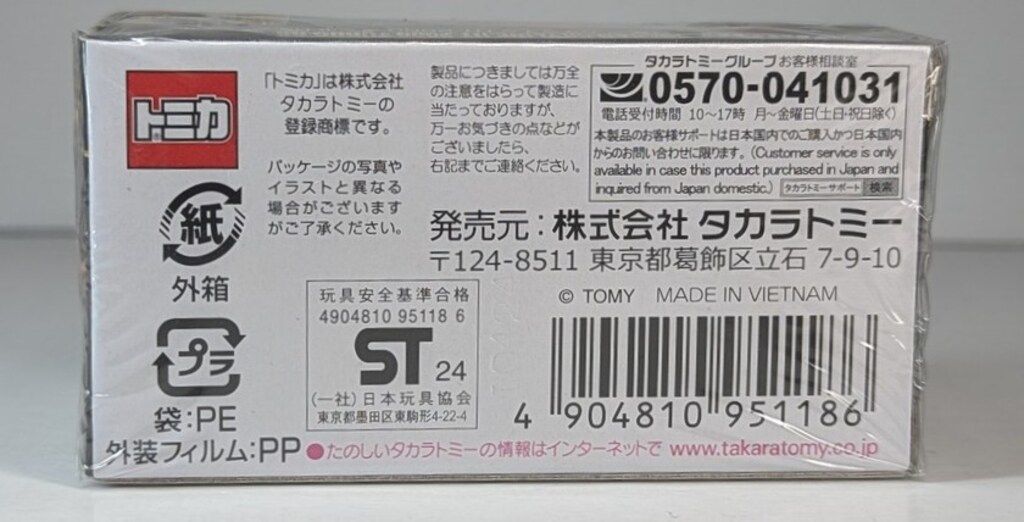 トミカ
「トミカ」は株式会社
タカラトミーの
登録商標です。
パッケージの写真や
イラストと異なる
場合がございます
がご了承ください。
製品につきましては万全
の注意をはらって製造に
当たっておりますが、
万一お気づきの点などが
ございましたら、
右記までご連絡ください。
タカラトミーグループお客様相談室
0570-041031
電話受付時間 10〜17時 月〜金曜日(土日・祝日除く)
本製品のお客様サポートは日本国内でのご購入かつ日本国内
からのお問い合わせに限ります。(Customer service is only
available in case this product purchased in Japan and
inquired from Japan domestic.) タカラトミーサポート 検索
発売元:株式会社 タカラトミー
〒124-8511 東京都葛飾区立石 7-9-10
© TOMY MADE IN VIETNAM
紙
外箱
プラ
袋:PE
外装フィルム:PP
玩具安全基準合格
4904810 95118 6
ST 24
(一社)日本玩具協会
東京都墨田区東駒形4-22-4
4 904810 951186
●たのしいタカラトミーの情報はインターネットで www.takaratomy.co.jp